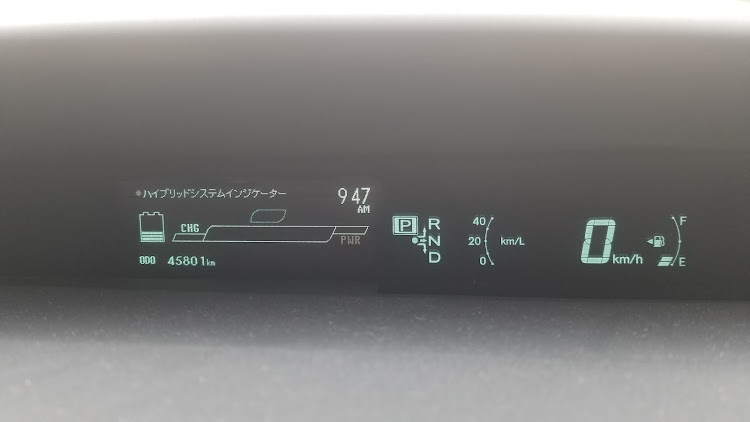 ハイブリッドシステムインジケーター
9 47
AM
CHG
PWR
ODO 45801km
P
R
N
D
40
20
0
km/L
0 km/h
F
E